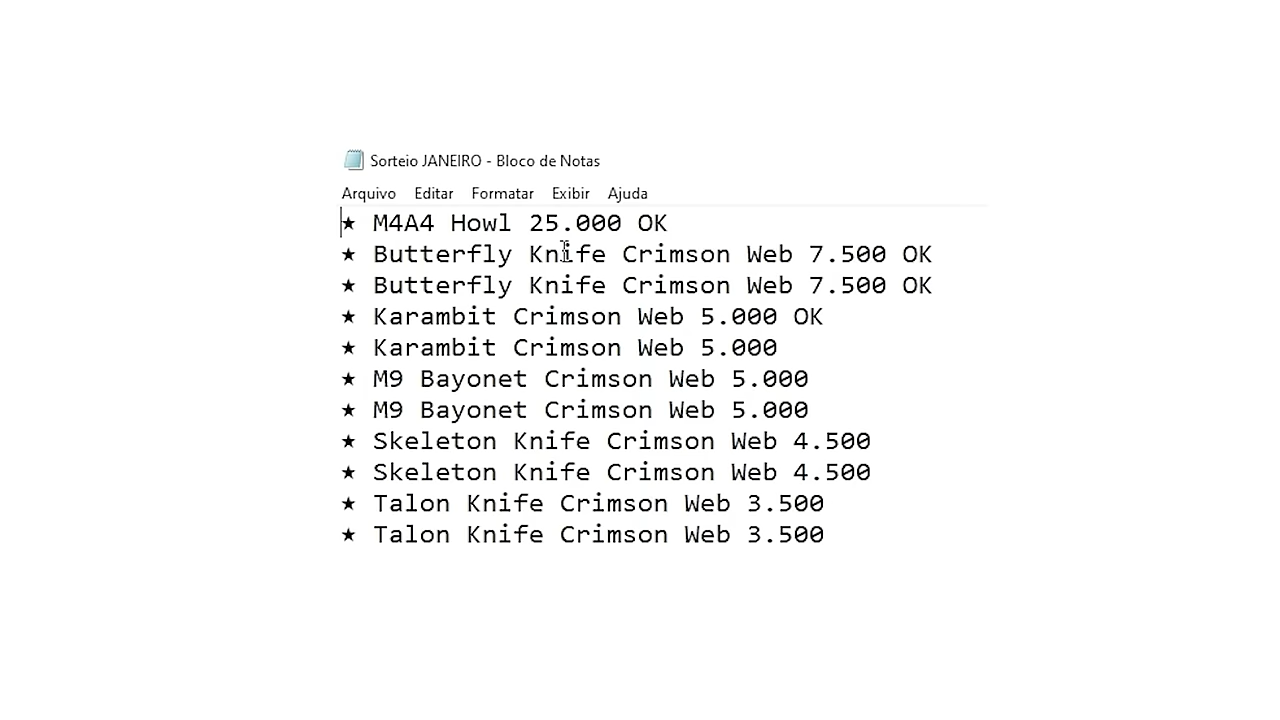 Sorteio JANEIRO - Bloco de Notas
Arquivo Editar Formatar Exibir Ajuda
★ M4A4 Howl 25.000 OK
★ Butterfly Knife Crimson Web 7.500 OK
★ Butterfly Knife Crimson Web 7.500 OK
★ Karambit Crimson Web 5.000 OK
★ Karambit Crimson Web 5.000
★ M9 Bayonet Crimson Web 5.000
★ M9 Bayonet Crimson Web 5.000
★ Skeleton Knife Crimson Web 4.500
★ Skeleton Knife Crimson Web 4.500
★ Talon Knife Crimson Web 3.500
★ Talon Knife Crimson Web 3.500